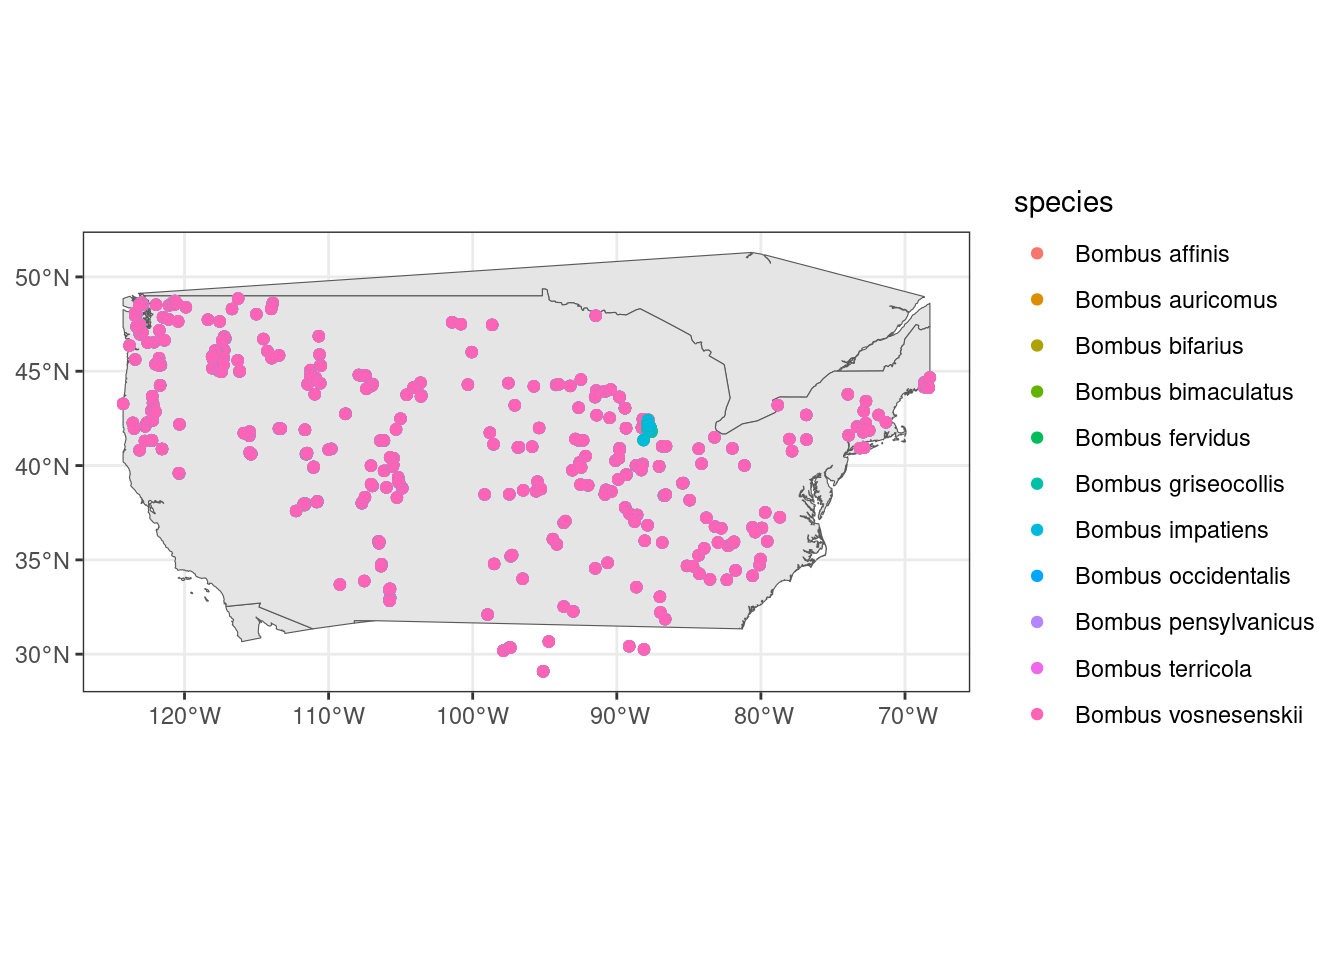 species
Bombus affinis
Bombus auricomus
Bombus bifarius
Bombus bimaculatus
Bombus fervidus
Bombus griseocollis
Bombus impatiens
Bombus occidentalis
Bombus pensylvanicus
Bombus terricola
Bombus vosnesenskii
50°N
45°N
40°N
35°N
30°N
120°W 110°W 100°W 90°W 80°W 70°W